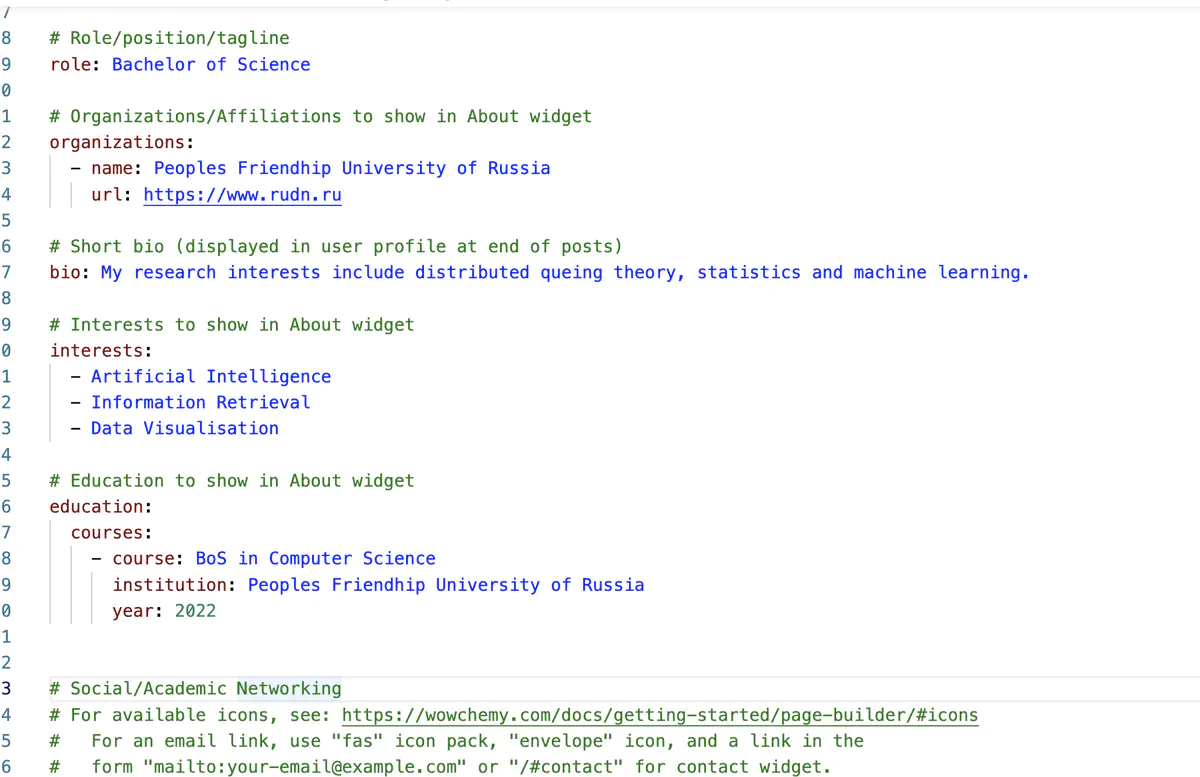 7
8 # Role/position/tagline
9 role: Bachelor of Science
0
1 # Organizations/Affiliations to show in About widget
2 organizations:
3 - name: Peoples Friendhip University of Russia
4 url: https://www.rudn.ru
5
6 # Short bio (displayed in user profile at end of posts)
7 bio: My research interests include distributed queing theory, statistics and machine learning.
8
9 # Interests to show in About widget
0 interests:
1 - Artificial Intelligence
2 - Information Retrieval
3 - Data Visualisation
4
5 # Education to show in About widget
6 education:
7 courses:
8 - course: BoS in Computer Science
9 institution: Peoples Friendhip University of Russia
0 year: 2022
1
2
3 # Social/Academic Networking
4 # For available icons, see: https://wowchemy.com/docs/getting-started/page-builder/#icons
5 # For an email link, use "fas" icon pack, "envelope" icon, and a link in the
6 # form "mailto:your-email@example.com" or "/#contact" for contact widget.